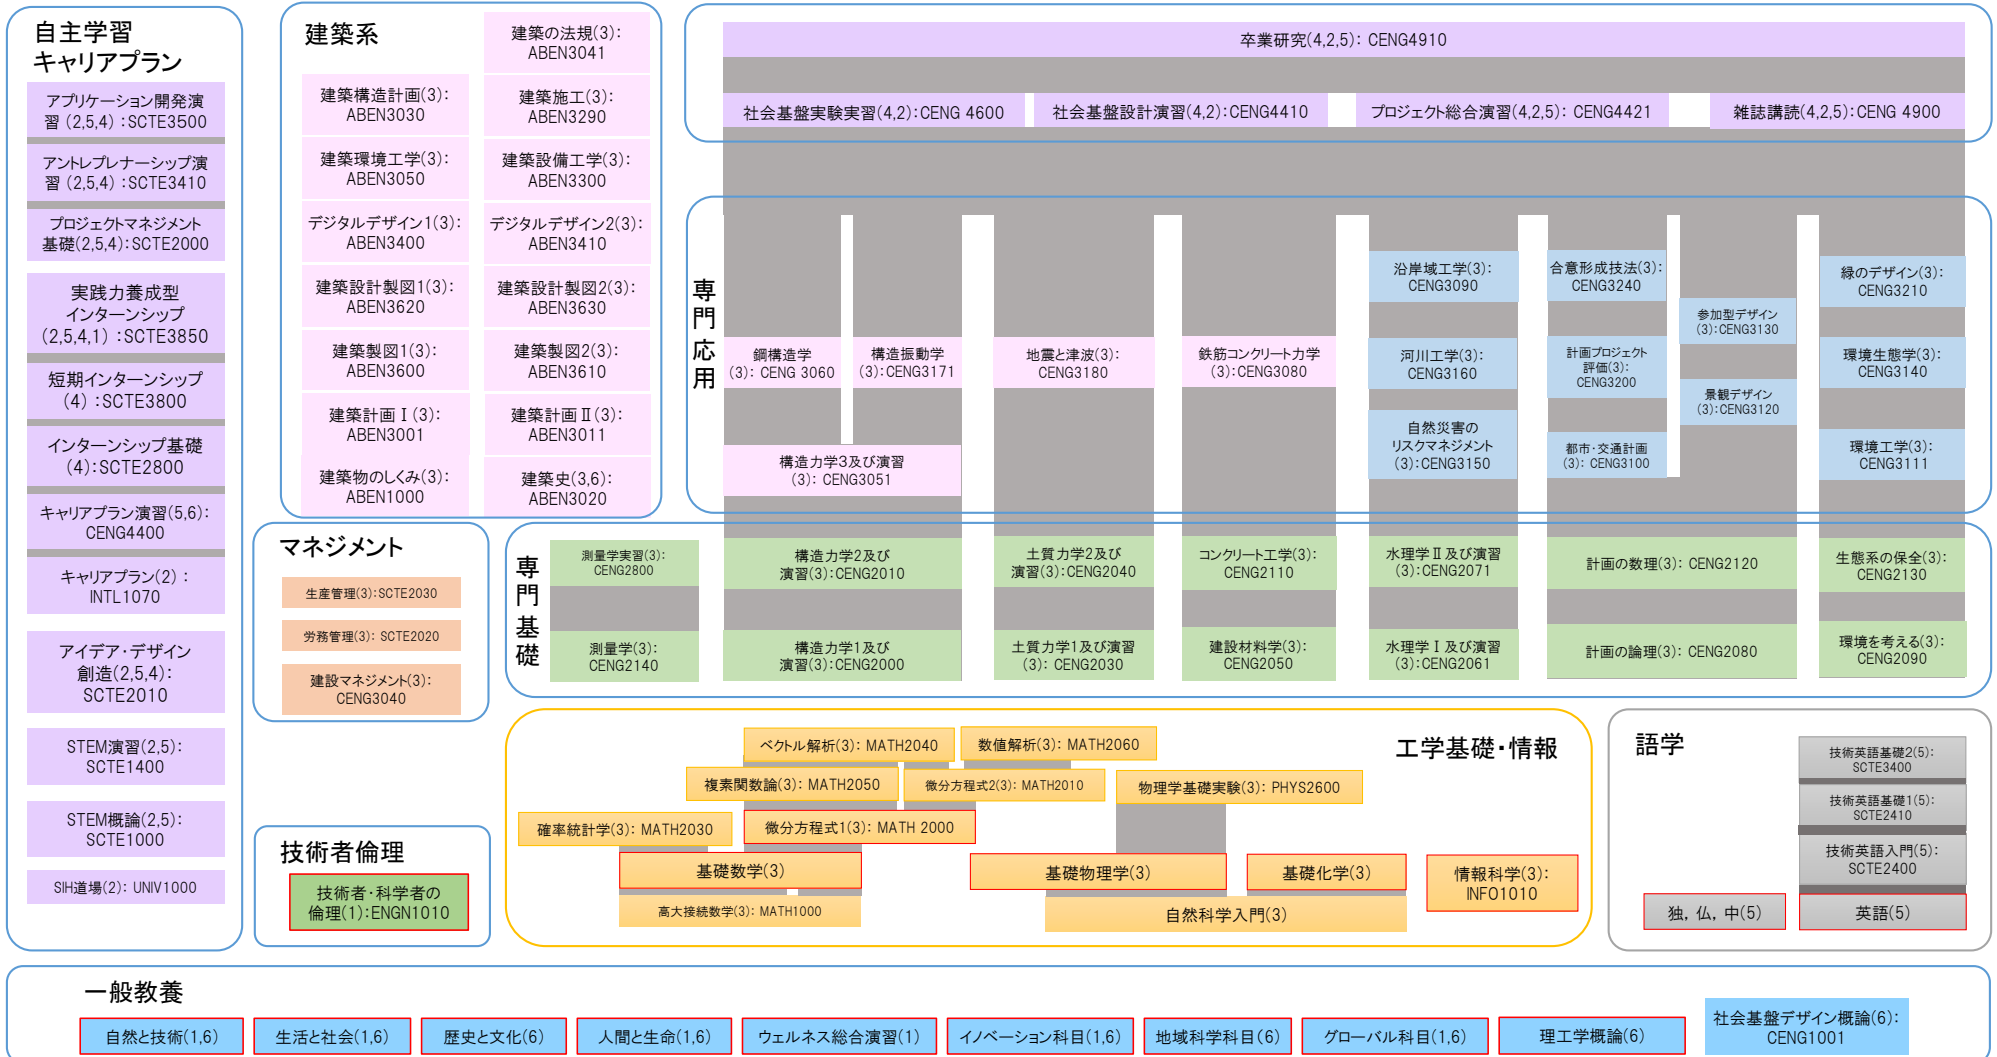 自主学習
キャリアプラン
アプリケーション開発演
習 (2,5,4) :SCTE3500
アントレプレナーシップ演
習 (2,5,4) :SCTE3410
プロジェクトマネジメント
基礎(2,5,4):SCTE2000
実践力養成型
インターンシップ
(2,5,4,1) :SCTE3850
短期インターンシップ
(4) :SCTE3800
インターンシップ基礎
(4):SCTE2800
キャリアプラン演習(5,6):
CENG4400
キャリアプラン(2) :
INTL1070
アイデア・デザイン
創造(2,5,4):
SCTE2010
STEM演習(2,5):
SCTE1400
STEM概論(2,5):
SCTE1000
SIH道場(2): UNIV1000
建築系
建築の法規(3):
ABEN3041
建築構造計画(3):
ABEN3030
建築施工(3):
ABEN3290
建築環境工学(3):
ABEN3050
建築設備工学(3):
ABEN3300
デジタルデザイン1(3):
ABEN3400
デジタルデザイン2(3):
ABEN3410
建築設計製図1(3):
ABEN3620
建築設計製図2(3):
ABEN3630
建築製図1(3):
ABEN3600
建築製図2(3):
ABEN3610
建築計画Ⅰ(3):
ABEN3001
建築計画Ⅱ(3):
ABEN3011
建築物のしくみ(3):
ABEN1000
建築史(3,6):
ABEN3020
卒業研究(4,2,5): CENG4910
社会基盤実験実習(4,2):CENG 4600
社会基盤設計演習(4,2):CENG4410
プロジェクト総合演習(4,2,5): CENG4421
雑誌講読(4,2,5):CENG 4900
専門応用
沿岸域工学(3):
CENG3090
合意形成技法(3):
CENG3240
緑のデザイン(3):
CENG3210
参加型デザイン
(3):CENG3130
鋼構造学
(3): CENG 3060
構造振動学
(3):CENG3171
地震と津波(3):
CENG3180
鉄筋コンクリート力学
(3):CENG3080
河川工学(3):
CENG3160
計画プロジェクト
評価(3):
CENG3200
環境生態学(3):
CENG3140
景観デザイン
(3):CENG3120
自然災害の
リスクマネジメント
(3):CENG3150
構造力学3及び演習
(3): CENG3051
都市・交通計画
(3): CENG3100
環境工学(3):
CENG3111
マネジメント
生産管理(3):SCTE2030
労務管理(3): SCTE2020
建設マネジメント(3):
CENG3040
専門基礎
測量学実習(3):
CENG2800
構造力学2及び
演習(3):CENG2010
土質力学2及び
演習(3):CENG2040
コンクリート工学(3):
CENG2110
水理学Ⅱ及び演習
(3):CENG2071
計画の数理(3): CENG2120
生態系の保全(3):
CENG2130
測量学(3):
CENG2140
構造力学1及び
演習(3):CENG2000
土質力学1及び演習
(3): CENG2030
建設材料学(3):
CENG2050
水理学Ⅰ及び演習
(3):CENG2061
計画の論理(3): CENG2080
環境を考える(3):
CENG2090
技術者倫理
技術者・科学者の
倫理(1):ENGN1010
工学基礎・情報
ベクトル解析(3): MATH2040
数値解析(3): MATH2060
複素関数論(3): MATH2050
微分方程式2(3): MATH2010
物理学基礎実験(3): PHYS2600
確率統計学(3): MATH2030
微分方程式1(3): MATH 2000
基礎数学(3)
基礎物理学(3)
基礎化学(3)
情報科学(3):
INFO1010
高大接続数学(3): MATH1000
自然科学入門(3)
語学
技術英語基礎2(5):
SCTE3400
技術英語基礎1(5):
SCTE2410
技術英語入門(5):
SCTE2400
独, 仏, 中(5)
英語(5)
一般教養
自然と技術(1,6)
生活と社会(1,6)
歴史と文化(6)
人間と生命(1,6)
ウェルネス総合演習(1)
イノベーション科目(1,6)
地域科学科目(6)
グローバル科目(1,6)
理工学概論(6)
社会基盤デザイン概論(6):
CENG1001